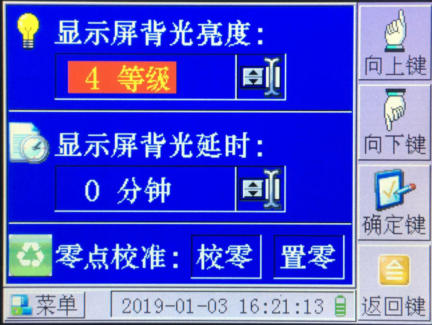 显示屏背光亮度：
4 等级
显示屏背光延时：
0 分钟
零点校准： 校零 置零
菜单 2019-01-03 16:21:13
向上键
向下键
确定键
返回键